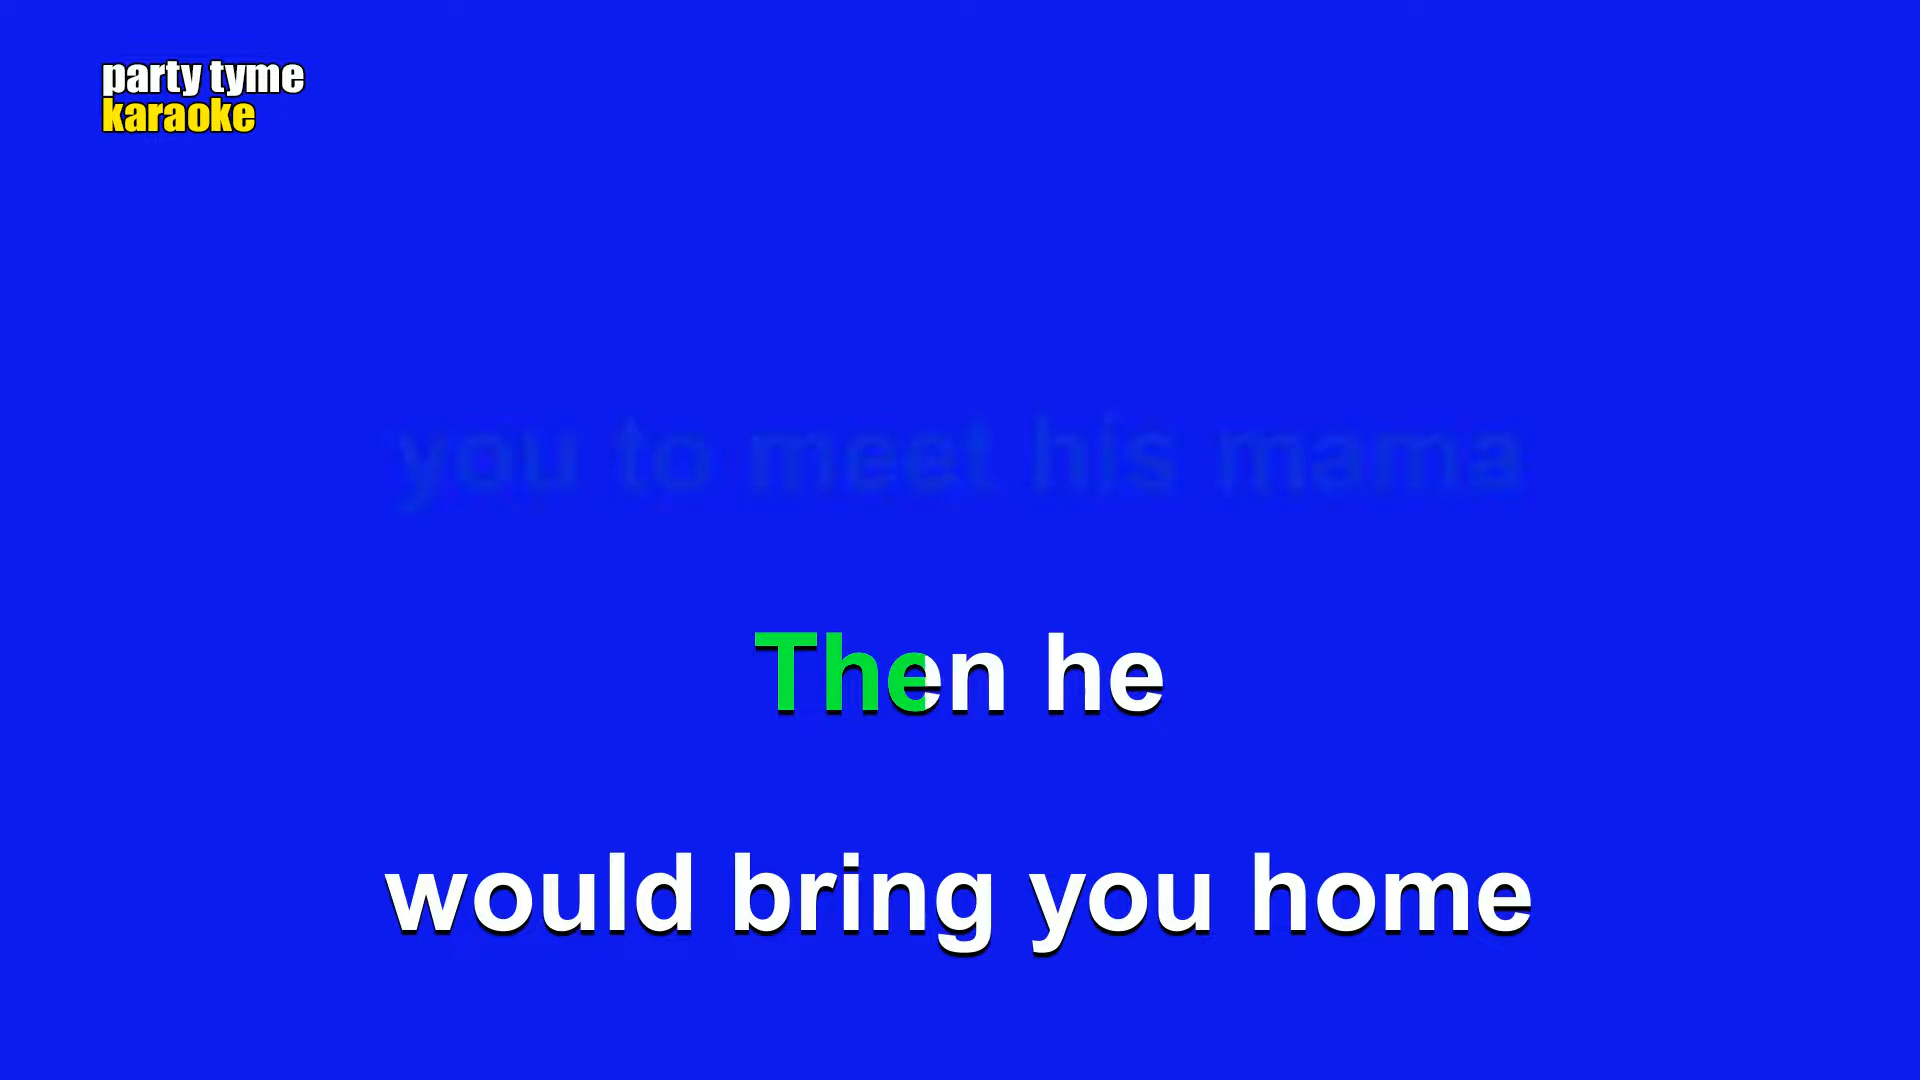 party tyme
karaoke
you to meet his mama
Then he
would bring you home